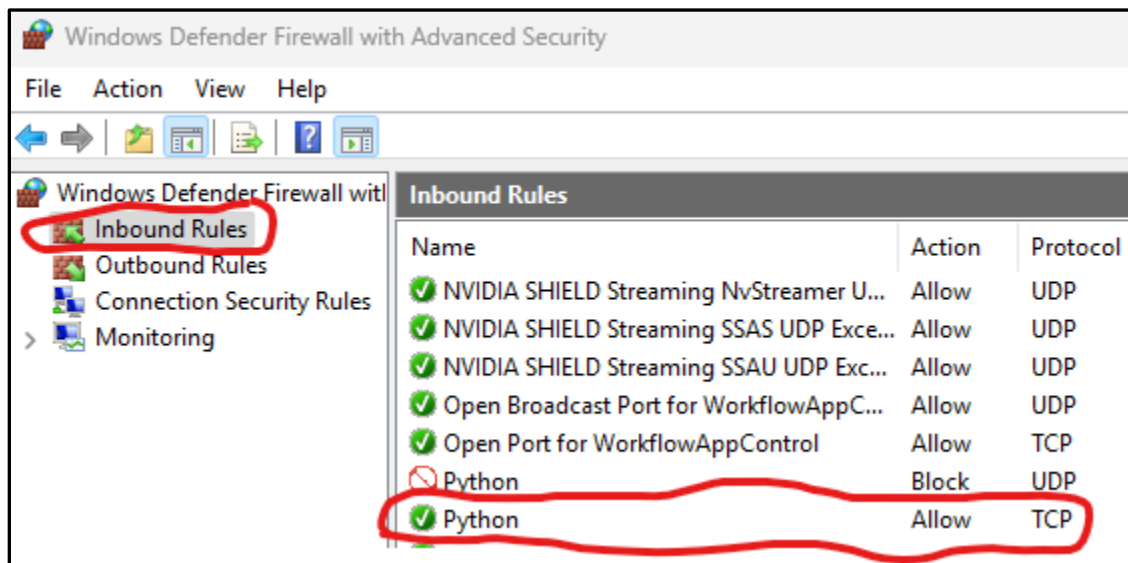 Windows Defender Firewall with Advanced Security
File Action View Help
Windows Defender Firewall witl
Inbound Rules
Outbound Rules
Connection Security Rules
Monitoring
Inbound Rules
Name Action Protocol
NVIDIA SHIELD Streaming NvStreamer U... Allow UDP
NVIDIA SHIELD Streaming SSAS UDP Exce... Allow UDP
NVIDIA SHIELD Streaming SSAU UDP Exc... Allow UDP
Open Broadcast Port for WorkflowAppC... Allow UDP
Open Port for WorkflowAppControl Allow TCP
Python Block UDP
Python Allow TCP